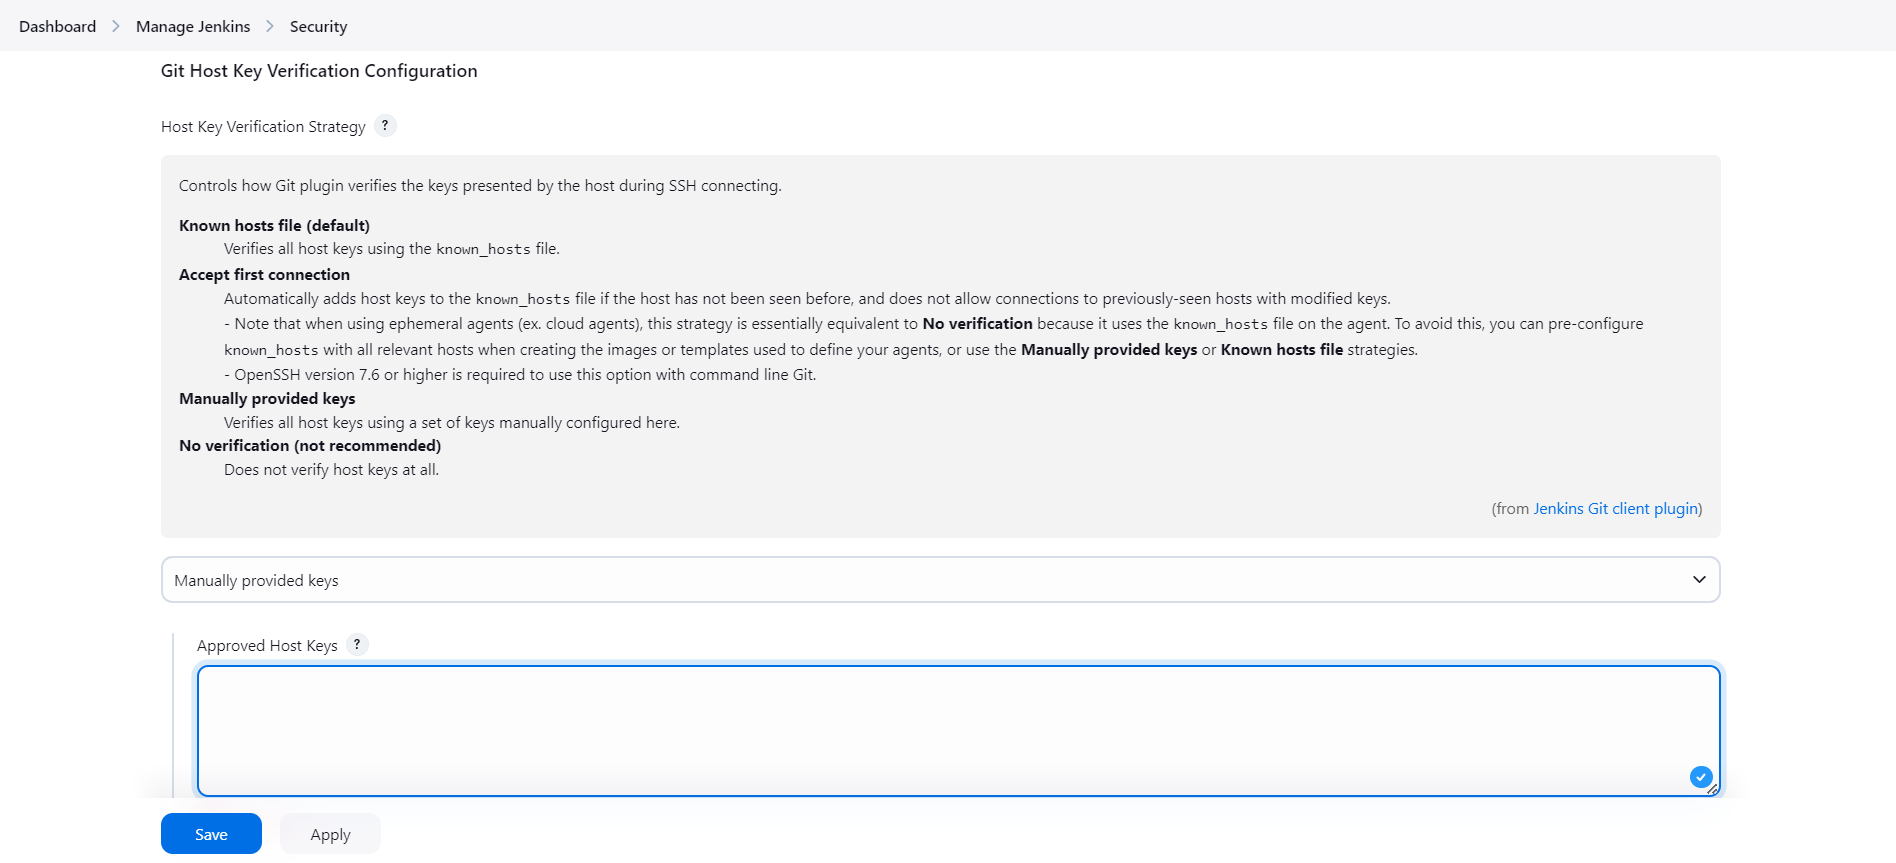 Dashboard > Manage Jenkins > Security
Git Host Key Verification Configuration
Host Key Verification Strategy ?
Controls how Git plugin verifies the keys presented by the host during SSH connecting.
Known hosts file (default)
Verifies all host keys using the known_hosts file.
Accept first connection
Automatically adds host keys to the known_hosts file if the host has not been seen before, and does not allow connections to previously-seen hosts with modified keys.
- Note that when using ephemeral agents (ex. cloud agents), this strategy is essentially equivalent to No verification because it uses the known_hosts file on the agent. To avoid this, you can pre-configure
known_hosts with all relevant hosts when creating the images or templates used to define your agents, or use the Manually provided keys or Known hosts file strategies.
- OpenSSH version 7.6 or higher is required to use this option with command line Git.
Manually provided keys
Verifies all host keys using a set of keys manually configured here.
No verification (not recommended)
Does not verify host keys at all.
(from Jenkins Git client plugin)
Manually provided keys
Approved Host Keys ?
Save Apply